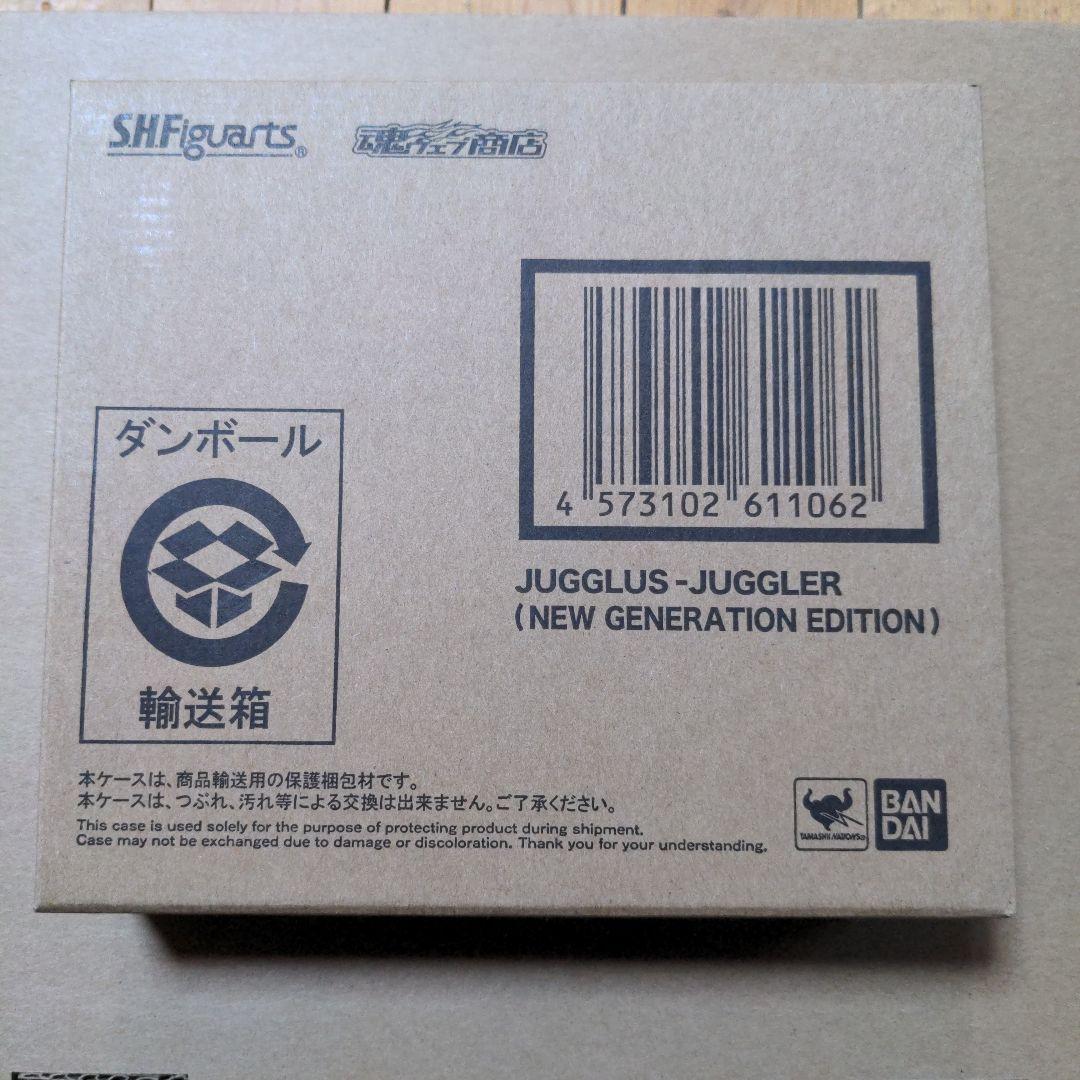 S.H.Figuarts®
魂ウェブ商店
4 573102 611062
JUGGLUS-JUGGLER
(NEW GENERATION EDITION)
ダンボール
輸送箱
本ケースは、商品輸送用の保護梱包材です。
本ケースは、つぶれ、汚れ等による交換は出来ません。ご了承ください。
This case is used solely for the purpose of protecting product during shipment.
Case may not be exchanged due to damage or discoloration. Thank you for your understanding.
TAMASHII NATIONS®
BAN
DAI